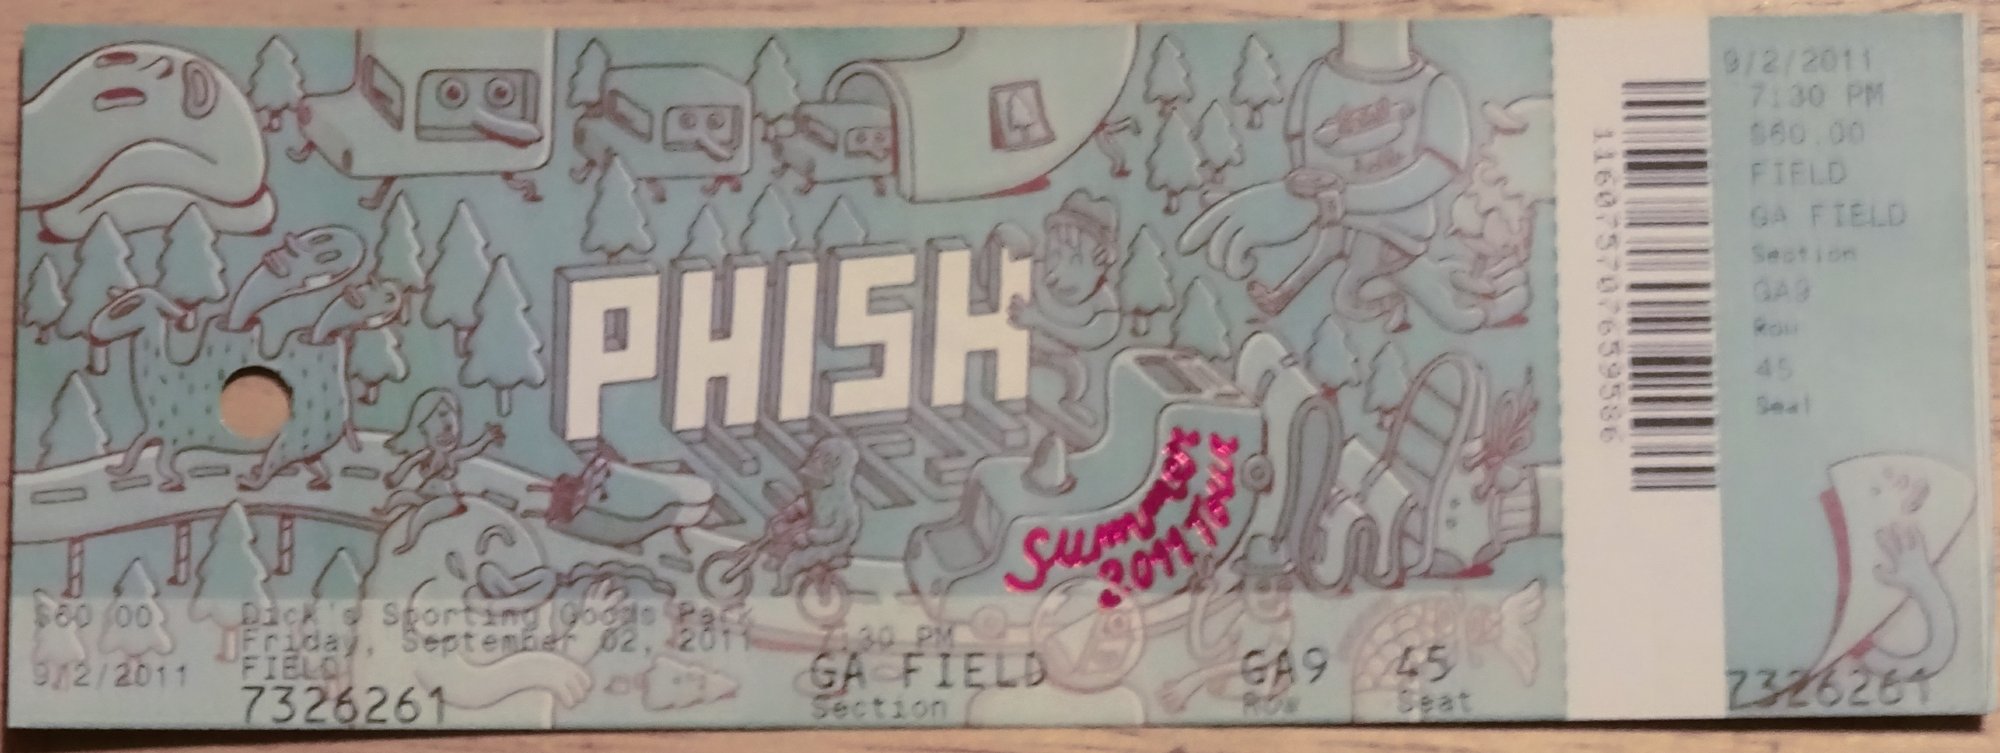 PHISH
Summer
2011 Tour
$60.00
9/2/2011
Dick's Sporting Goods Park
Friday, September 02, 2011
FIELD
7326261
7:30 PM
GA FIELD
Section
GA9
Row
45
Seat
1160757076595​86
9/2/2011
7:30 PM
$60.00
FIELD
GA FIELD
Section
GA9
Row
45
Seat
7326261